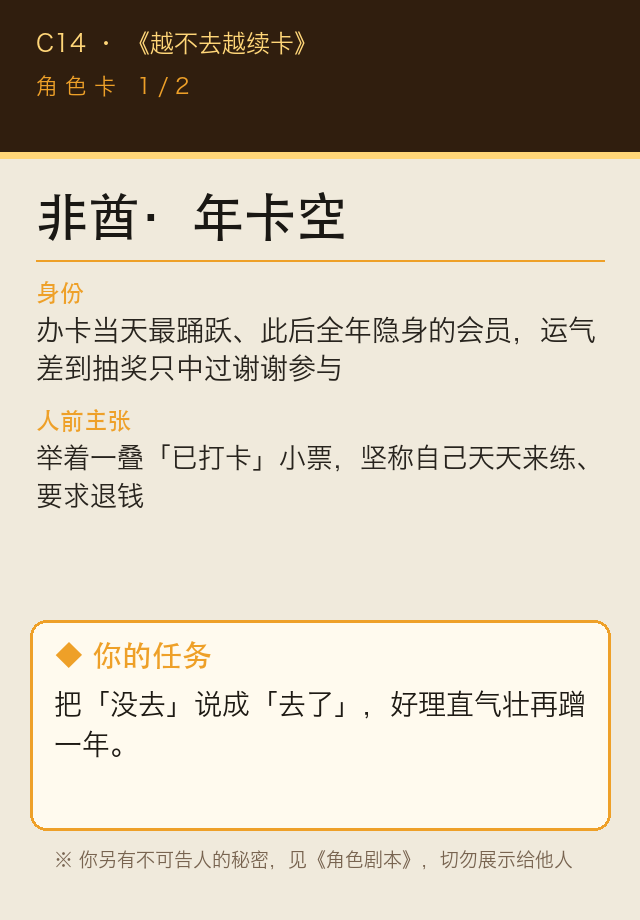 C14 · 《越不去越续卡》
角色卡 1/2
非酋· 年卡空
身份
办卡当天最踊跃、此后全年隐身的会员，运气
差到抽奖只中过谢谢参与
人前主张
举着一叠「已打卡」小票，坚称自己天天来练、
要求退钱
◆ 你的任务
把「没去」说成「去了」，好理直气壮再蹭
一年。
※ 你另有不可告人的秘密，见《角色剧本》，切勿展示给他人